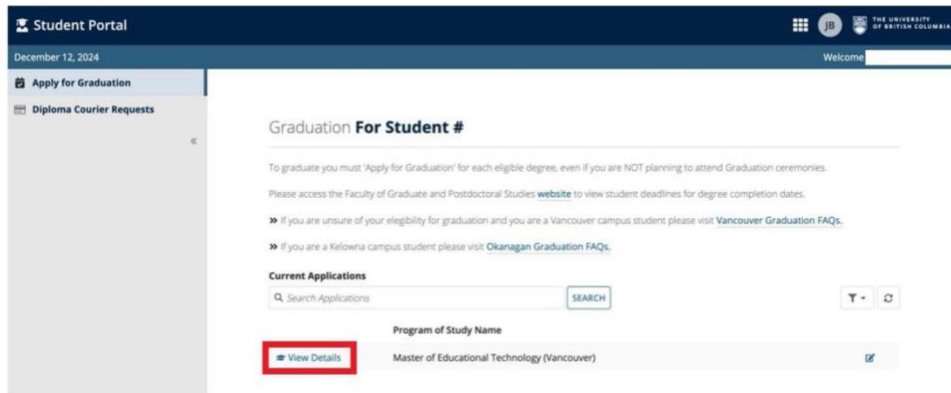 Student Portal
JB
THE UNIVERSITY
OF BRITISH COLUMBIA
December 12, 2024
Welcome
Apply for Graduation
Diploma Courier Requests
«
Graduation For Student #
To graduate you must 'Apply for Graduation' for each eligible degree, even if you are NOT planning to attend Graduation ceremonies.
Please access the Faculty of Graduate and Postdoctoral Studies website to view student deadlines for degree completion dates.
» If you are unsure of your elegibility for graduation and you are a Vancouver campus student please visit Vancouver Graduation FAQs.
» If you are a Kelowna campus student please visit Okanagan Graduation FAQs.
Current Applications
Search Applications
SEARCH
Program of Study Name
View Details
Master of Educational Technology (Vancouver)